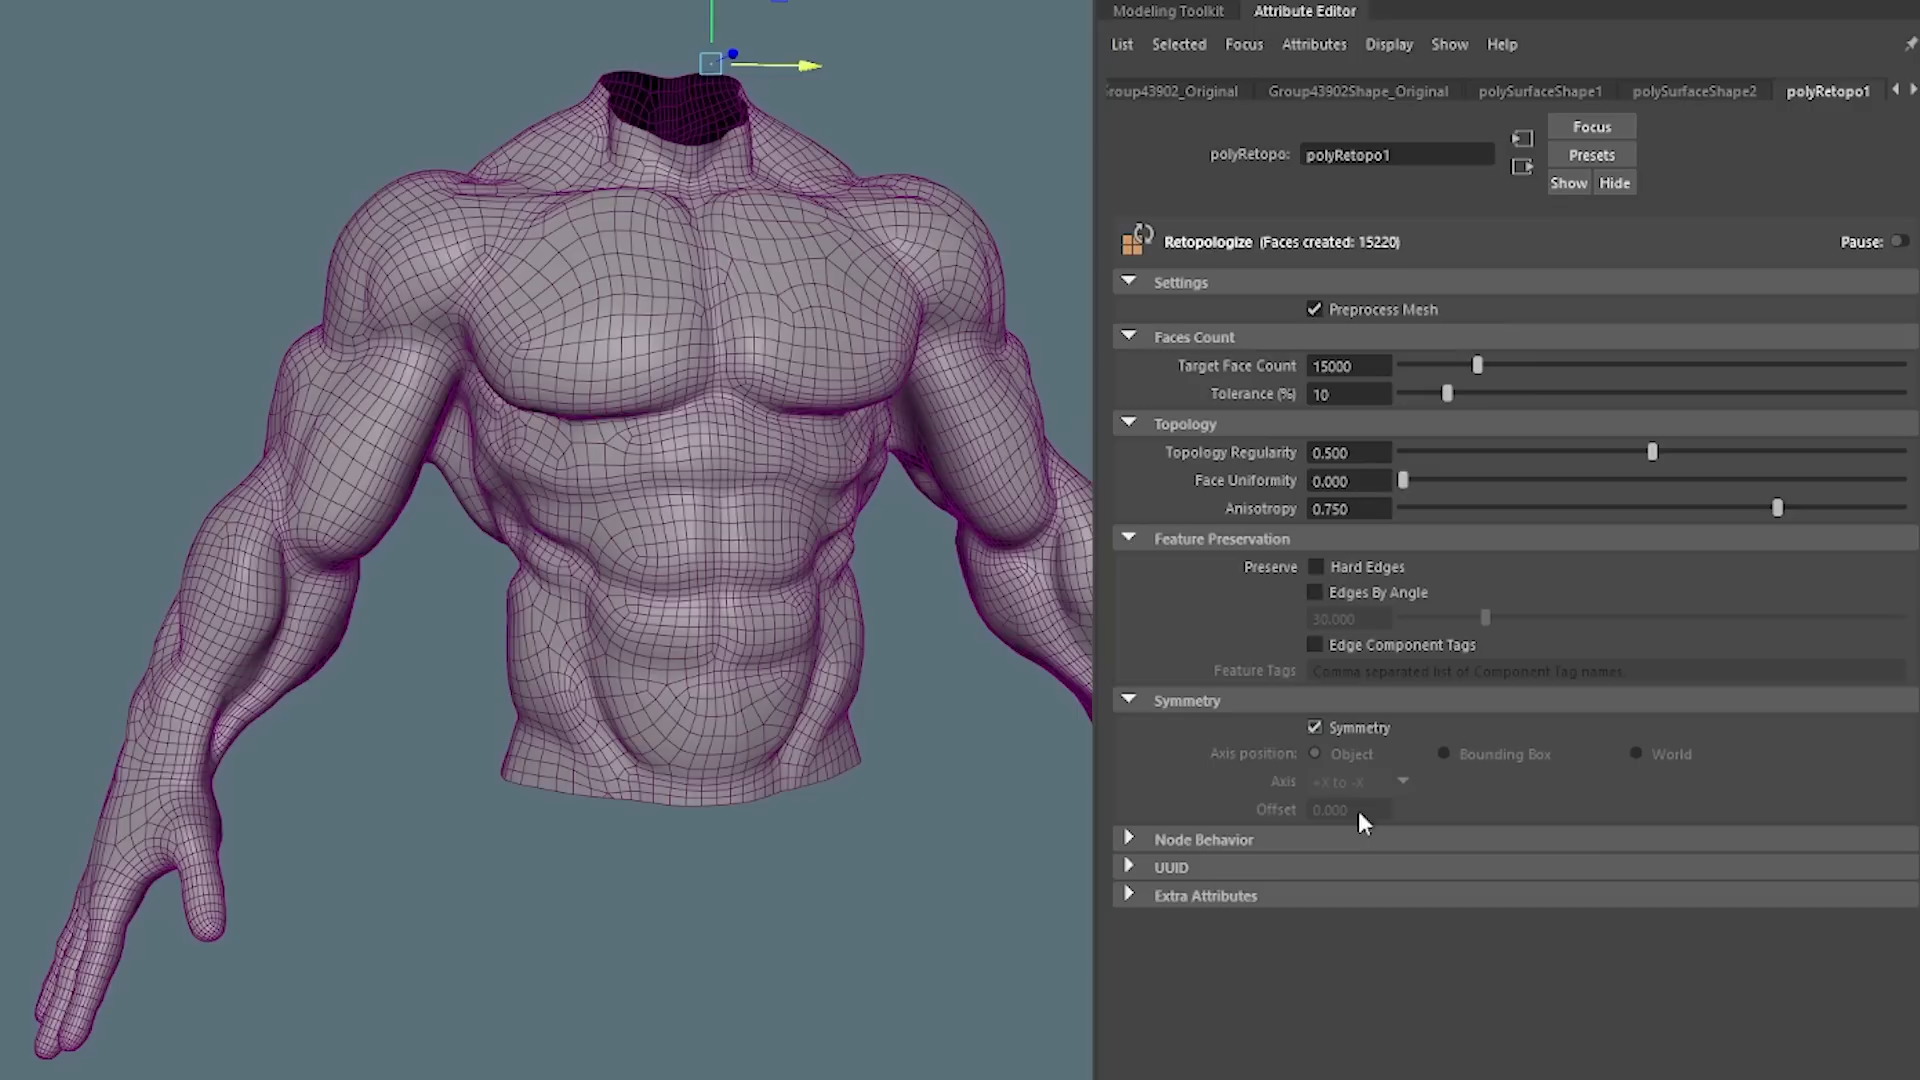 Modeling Toolkit Attribute Editor
List Selected Focus Attributes Display Show Help
Group43902_Original Group43902Shape_Original polySurfaceShape1 polySurfaceShape2 polyRetopo1
Focus
polyRetopo: polyRetopo1 Presets
Show Hide
Retopologize (Faces created: 15220) Pause:
Settings
Preprocess Mesh
Faces Count
Target Face Count 15000
Tolerance (%) 10
Topology
Topology Regularity 0.500
Face Uniformity 0.000
Anisotropy 0.750
Feature Preservation
Preserve Hard Edges
Edges By Angle
30.000
Edge Component Tags
Feature Tags Comma separated list of Component Tag names.
Symmetry
Symmetry
Axis position: Object Bounding Box World
Axis +X to -X
Offset 0.000
Node Behavior
UUID
Extra Attributes